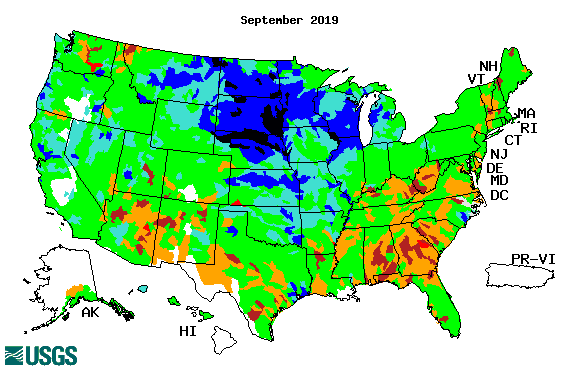 September 2019
NH
VT
MA
RI
CT
NJ
DE
MD
DC
PR-VI
AK
HI
USGS